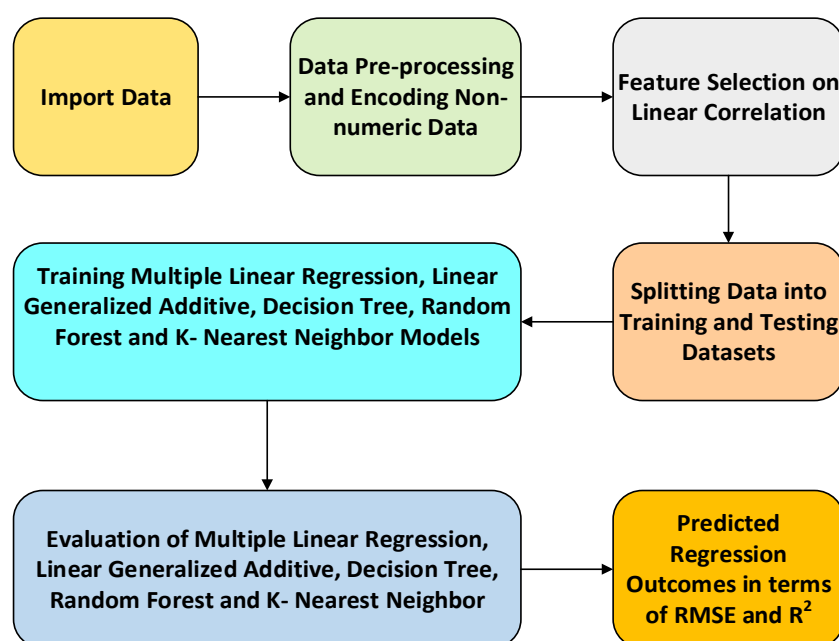 Import Data
Data Pre-processing
and Encoding Non-
numeric Data
Feature Selection on
Linear Correlation
Training Multiple Linear Regression, Linear
Generalized Additive, Decision Tree, Random
Forest and K- Nearest Neighbor Models
Splitting Data into
Training and Testing
Datasets
Evaluation of Multiple Linear Regression,
Linear Generalized Additive, Decision Tree,
Random Forest and K- Nearest Neighbor
Predicted
Regression
Outcomes in terms
of RMSE and R²